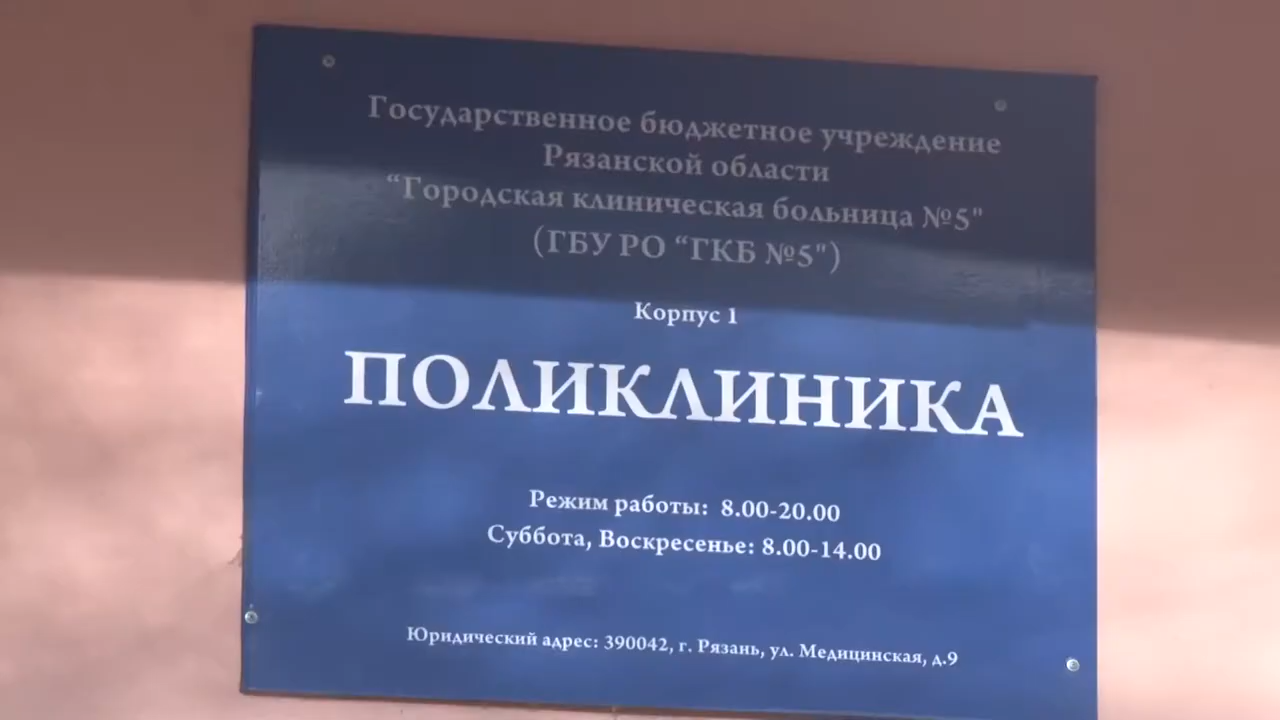 Государственное бюджетное учреждение
Рязанской области
“Городская клиническая больница №5"
(ГБУ РО “ГКБ №5")
Корпус 1
ПОЛИКЛИНИКА
Режим работы: 8.00-20.00
Суббота, Воскресенье: 8.00-14.00
Юридический адрес: 390042, г. Рязань, ул. Медицинская, д.9